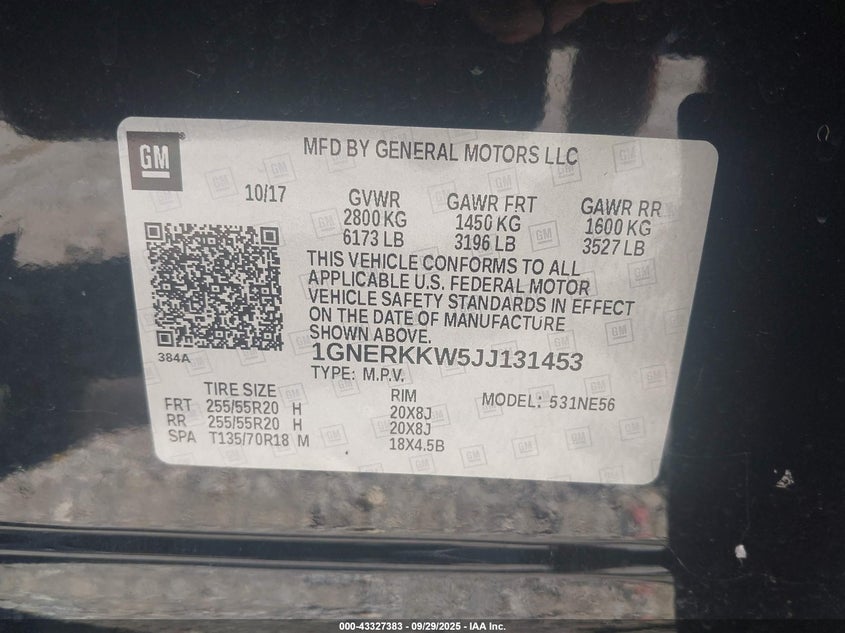 GM
MFD BY GENERAL MOTORS LLC
10/17
GVWR GAWR FRT GAWR RR
2800 KG 1450 KG 1600 KG
6173 LB 3196 LB 3527 LB
THIS VEHICLE CONFORMS TO ALL
APPLICABLE U.S. FEDERAL MOTOR
VEHICLE SAFETY STANDARDS IN EFFECT
ON THE DATE OF MANUFACTURE
SHOWN ABOVE.
384A
1GNERKKW5JJ131453
TYPE: M.P.V.
TIRE SIZE RIM MODEL: 531NE56
FRT 255/55R20 H 20X8J
RR 255/55R20 H 20X8J
SPA T135/70R18 M 18X4.5B
000-43327383 / 09/29/2025 - IAA Inc.